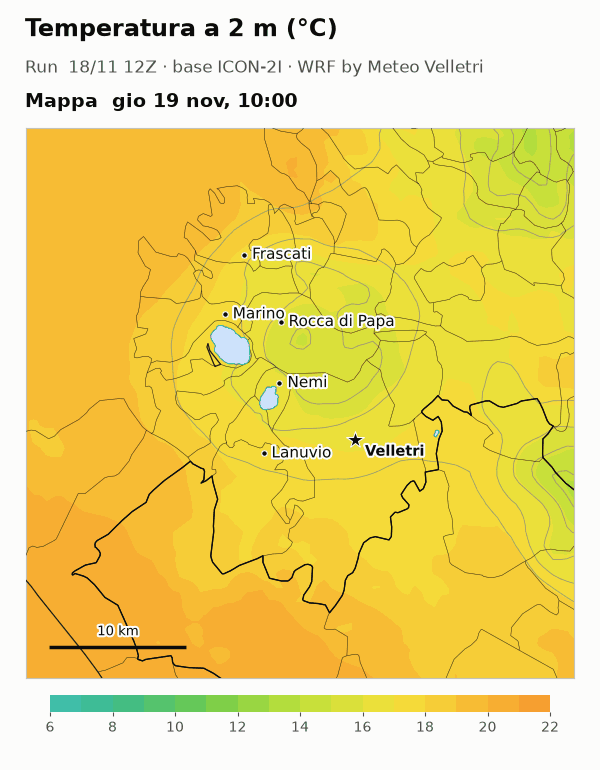 Temperatura a 2 m (°C)
Run  18/11 12Z · base ICON-2I · WRF by Meteo Velletri
Mappa  gio 19 nov, 10:00
Frascati
Marino
Rocca di Papa
Nemi
Velletri
Lanuvio
10 km
6 8 10 12 14 16 18 20 22